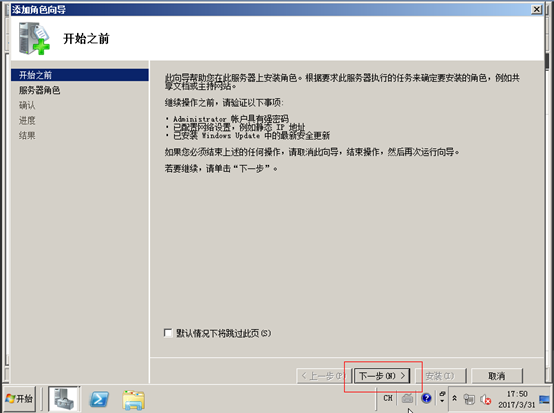 添加角色向导
开始之前
开始之前
服务器角色
确认
进度
结果
此向导帮助您在此服务器上安装角色。根据要求此服务器执行的任务来确定要安装的角色，例如共
享文档或主持网站。
继续操作之前，请验证以下事项:
• Administrator 帐户具有强密码
• 已配置网络设置，例如静态 IP 地址
• 已安装 Windows Update 中的最新安全更新
如果您必须结束上述的任何操作，请取消此向导，结束操作，然后再次运行向导。
若要继续，请单击“下一步”。
默认情况下将跳过此页(S)
< 上一步(P)
下一步(N) >
安装(I)
取消
开始
CH
17:50
2017/3/31